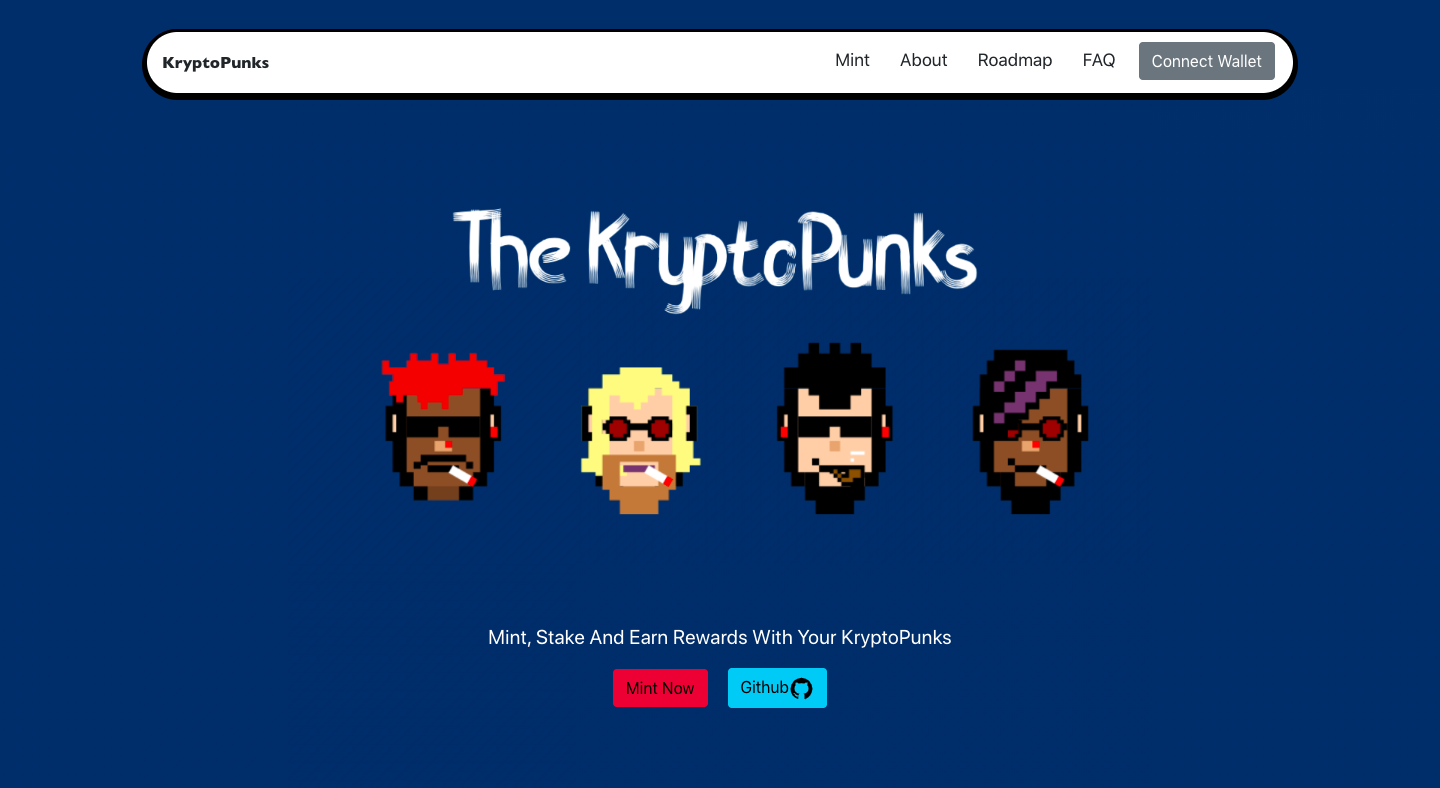 KryptoPunks
Mint About Roadmap FAQ Connect Wallet
The KryptoPunks
Mint, Stake And Earn Rewards With Your KryptoPunks
Mint Now Github